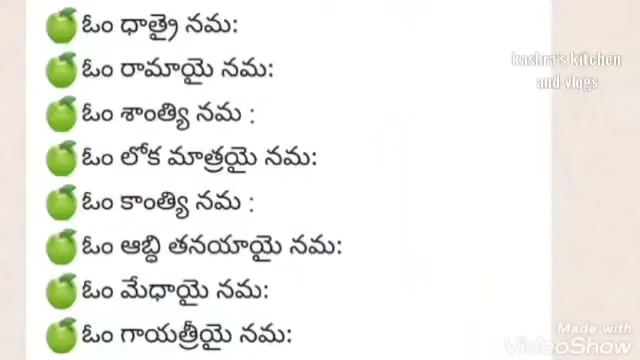 ఓం ధాత్రై నమ:
ఓం రామాయై నమ:
ఓం శాంత్యి నమ :
ఓం లోక మాత్రయై నమ:
ఓం కాంత్యి నమ :
ఓం ఆబ్ధి తనయాయై నమ:
ఓం మేధాయై నమ:
ఓం గాయత్రీయై నమ:
kashra's kitchen
and vlogs
Made with
VideoShow